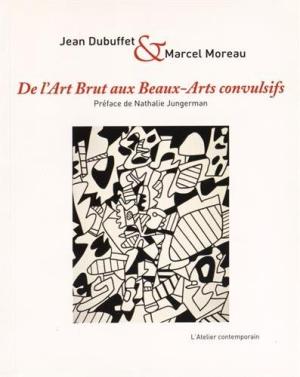 Jean Dubuffet
&
Marcel Moreau
De l'Art Brut aux Beaux-Arts convulsifs
Préface de Nathalie Jungerman
L'Atelier contemporain